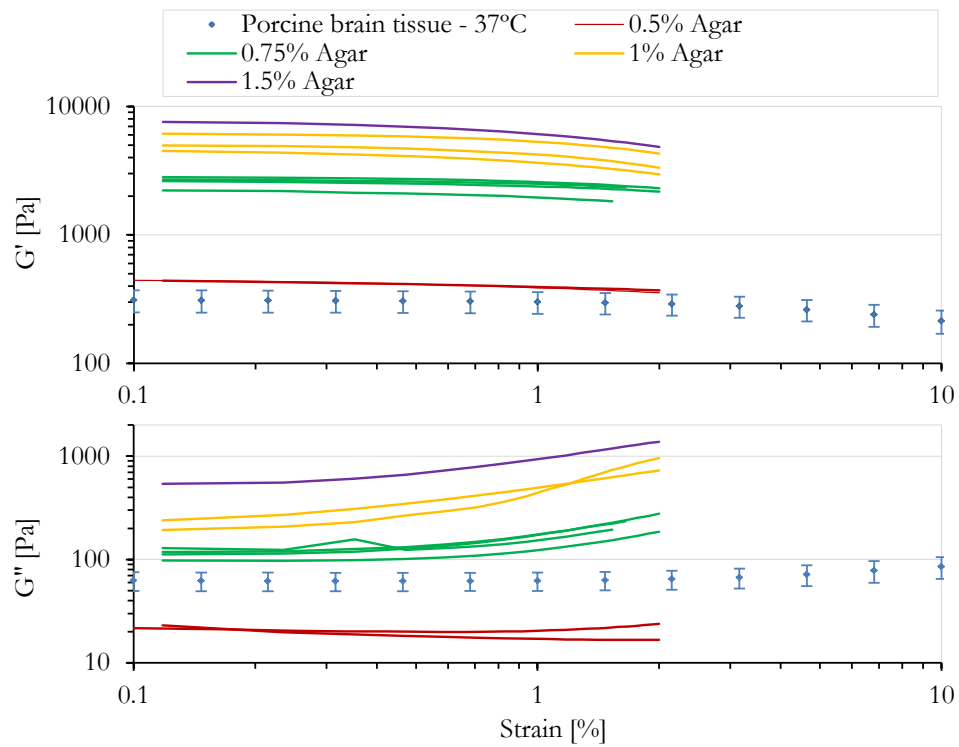 Porcine brain tissue - 37ºC
0.5% Agar
0.75% Agar
1% Agar
1.5% Agar
10000
1000
100
G' [Pa]
0.1
1
10
1000
100
10
G'' [Pa]
0.1
1
10
Strain [%]